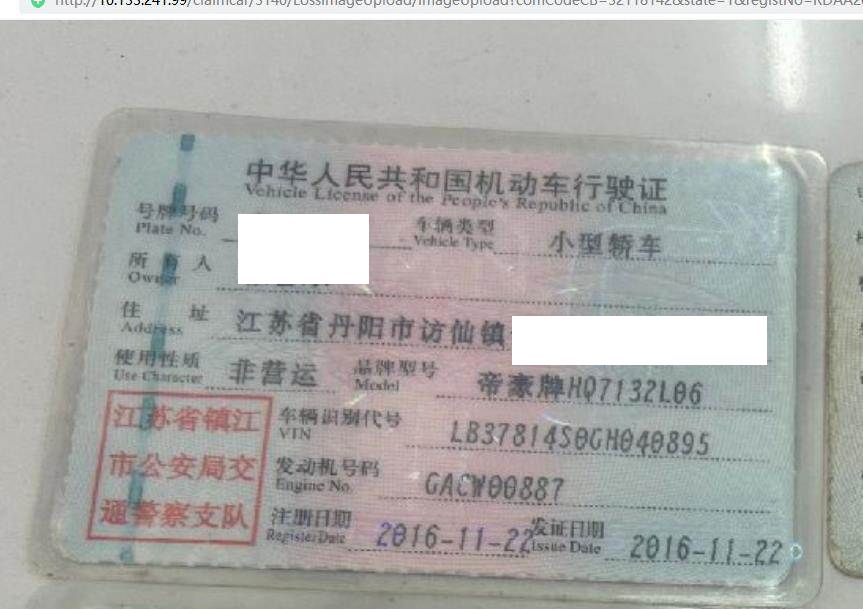 中华人民共和国机动车行驶证
Vehicle License of the People's Republic of China
号牌号码
Plate No.
车辆类型
Vehicle Type
小型轿车
所有人
Owner
住址
Address
江苏省丹阳市访仙镇
使用性质
Use Character
非营运
品牌型号
Model
帝豪牌HQ7132L06
江苏省镇江
市公安局交
通警察支队
车辆识别代号
VIN
LB37814S0GH040895
发动机号码
Engine No.
GACW00887
注册日期
Register Date
2016-11-22
发证日期
Issue Date
2016-11-22